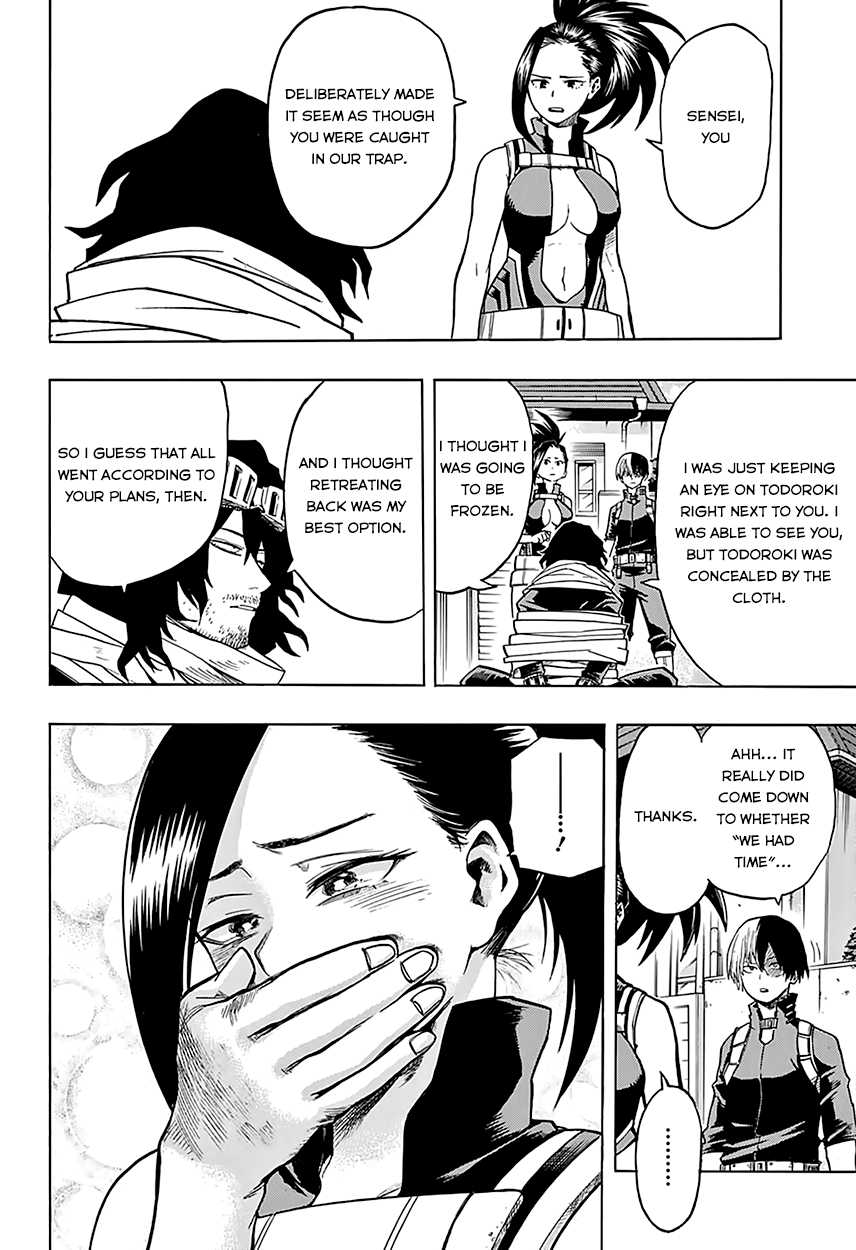 SENSEI,
YOU
DELIBERATELY MADE
IT SEEM AS THOUGH
YOU WERE CAUGHT
IN OUR TRAP.
I WAS JUST KEEPING
AN EYE ON TODOROKI
RIGHT NEXT TO YOU. I
WAS ABLE TO SEE YOU,
BUT TODOROKI WAS
CONCEALED BY THE
CLOTH.
I THOUGHT I
WAS GOING
TO BE
FROZEN.
AND I THOUGHT
RETREATING
BACK WAS MY
BEST OPTION.
SO I GUESS THAT ALL
WENT ACCORDING TO
YOUR PLANS, THEN.
AHH... IT
REALLY DID
COME DOWN
TO WHETHER
"WE HAD
TIME"...
THANKS.
........
──......